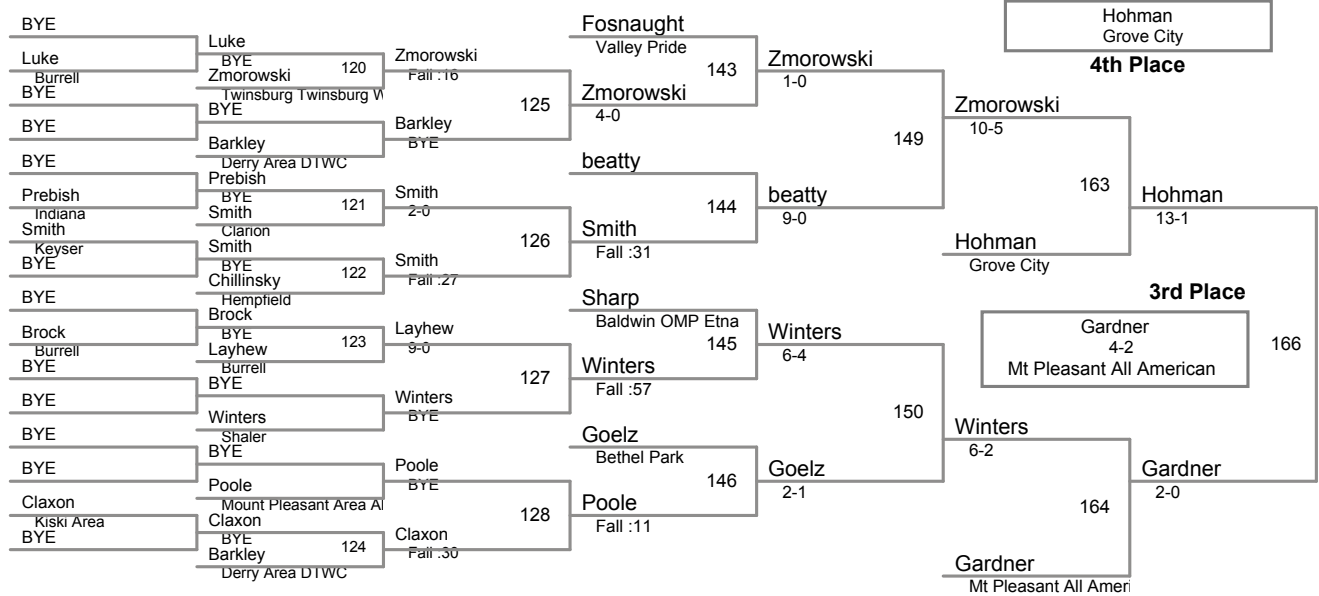 BYE
Luke
Burrell
BYE
BYE
BYE
Prebish
Indiana
Smith
Keyser
BYE
BYE
Brock
Burrell
BYE
BYE
BYE
BYE
Claxon
Kiski Area
BYE
Luke
BYE
120
Zmorowski
Twinsburg Twinsburg W
BYE
Barkley
Derry Area DTWC
Prebish
BYE
121
Smith
Clarion
Smith
BYE
122
Chillinsky
Hempfield
Brock
BYE
123
Layhew
Burrell
BYE
Winters
Shaler
BYE
Poole
Mount Pleasant Area Al
Claxon
BYE
124
Barkley
Derry Area DTWC
Zmorowski
Fall :16
125
Barkley
BYE
Smith
2-0
126
Smith
Fall :27
Layhew
9-0
127
Winters
BYE
Poole
BYE
128
Claxon
Fall :30
Fosnaught
Valley Pride
143
Zmorowski
4-0
beatty
144
Smith
Fall :31
Sharp
Baldwin OMP Etna
145
Winters
Fall :57
Goelz
Bethel Park
146
Poole
Fall :11
Zmorowski
1-0
149
beatty
9-0
Winters
6-4
150
Goelz
2-1
Zmorowski
10-5
163
Hohman
Grove City
Winters
6-2
164
Gardner
Mt Pleasant All Ameri
Hohman
13-1
166
Gardner
2-0
Hohman
Grove City
4th Place
3rd Place
Gardner
4-2
Mt Pleasant All American